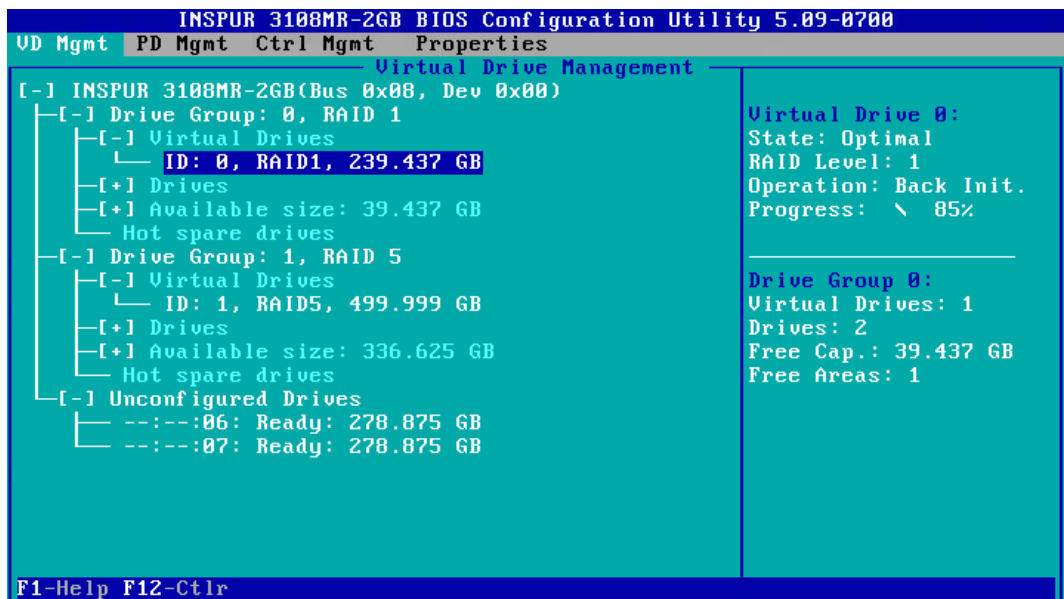 INSPUR 3108MR-2GB BIOS Configuration Utility 5.09-0700
VD Mgmt PD Mgmt Ctrl Mgmt Properties
Virtual Drive Management
[-] INSPUR 3108MR-2GB(Bus 0x08, Dev 0x00)
[-] Drive Group: 0, RAID 1
[-] Virtual Drives
ID: 0, RAID1, 239.437 GB
[+] Drives
[+] Available size: 39.437 GB
Hot spare drives
[-] Drive Group: 1, RAID 5
[-] Virtual Drives
ID: 1, RAID5, 499.999 GB
[+] Drives
[+] Available size: 336.625 GB
Hot spare drives
[-] Unconfigured Drives
--:--:06: Ready: 278.875 GB
--:--:07: Ready: 278.875 GB
Virtual Drive 0:
State: Optimal
RAID Level: 1
Operation: Back Init.
Progress: \ 85%
Drive Group 0:
Virtual Drives: 1
Drives: 2
Free Cap.: 39.437 GB
Free Areas: 1
F1-Help F12-Ctlr